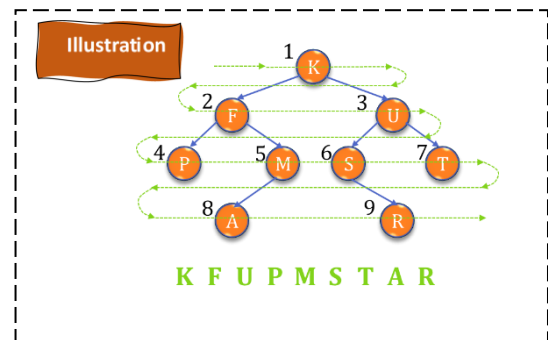 Illustration
1 K
2 F 3 U
4 P 5 M 6 S 7 T
8 A 9 R
K F U P M S T A R